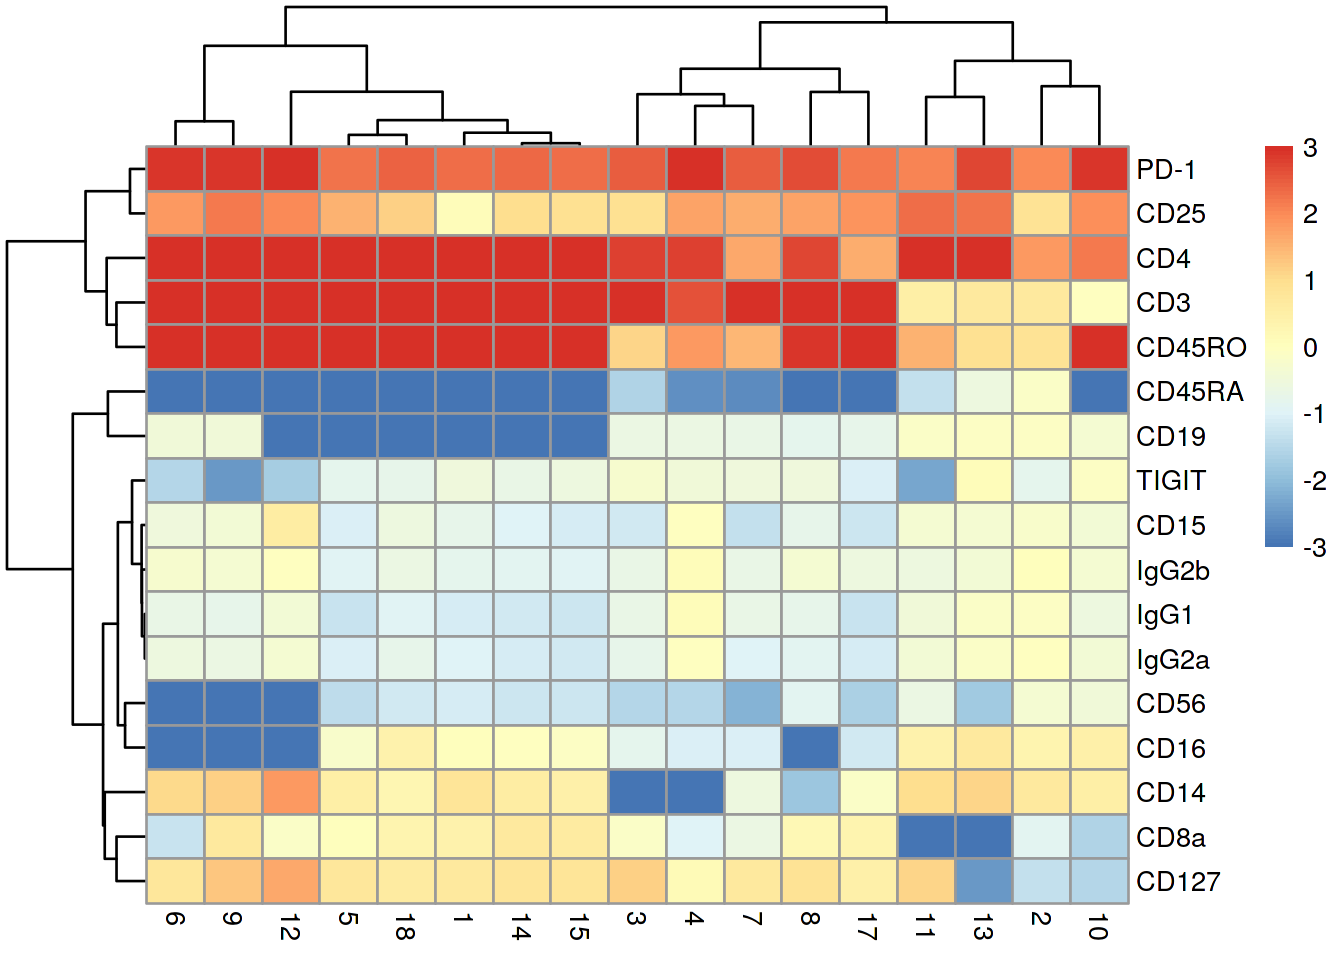 PD-1
CD25
CD4
CD3
CD45RO
CD45RA
CD19
TIGIT
CD15
IgG2b
IgG1
IgG2a
CD56
CD16
CD14
CD8a
CD127
3
2
1
0
-1
-2
-3
6 9 12 5 18 1 14 15 3 4 7 8 17 11 13 2 10